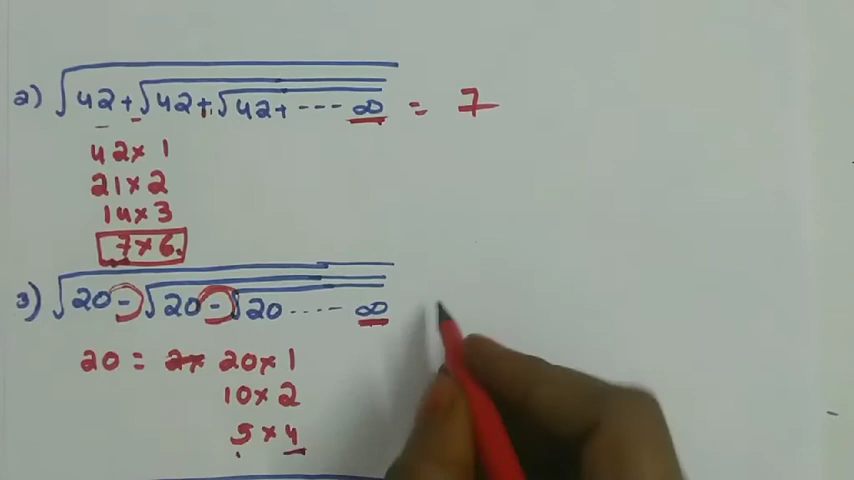 2) √42+√42+√42+ --- ∞ = 7
42×1
21×2
14×3
7×6
3) √20-√20-√20 ....-- ∞
20 = 2× 20×1
10×2
5×4